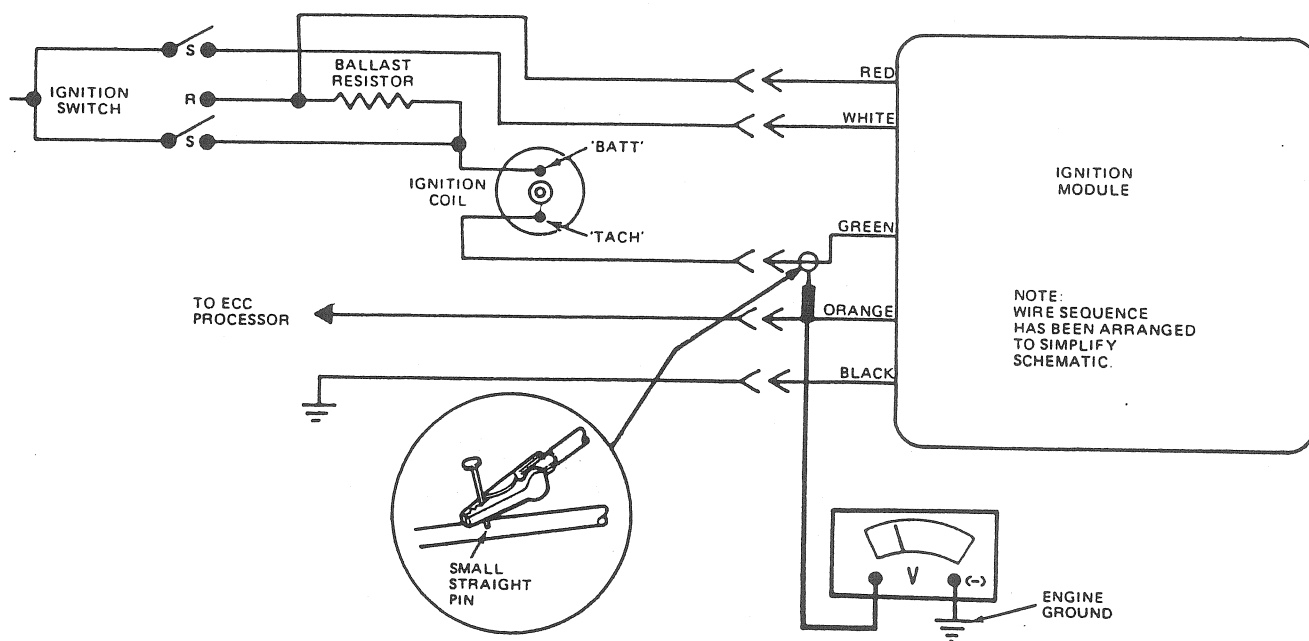 S
BALLAST
RESISTOR
IGNITION
SWITCH
R
S
RED
WHITE
'BATT'
IGNITION
COIL
'TACH'
IGNITION
MODULE
GREEN
TO ECC
PROCESSOR
ORANGE
NOTE:
WIRE SEQUENCE
HAS BEEN ARRANGED
TO SIMPLIFY
SCHEMATIC.
BLACK
SMALL
STRAIGHT
PIN
V
(-)
ENGINE
GROUND